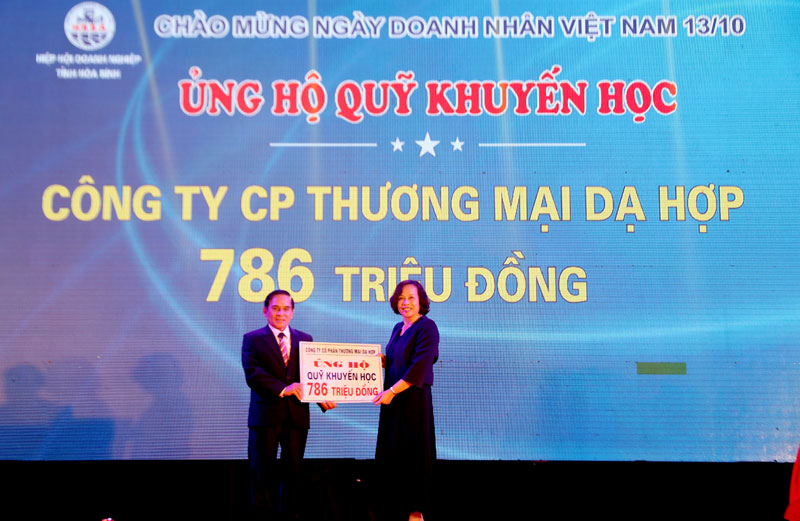 CHÀO MỪNG NGÀY DOANH NHÂN VIỆT NAM 13/10
HIỆP HỘI DOANH NGHIỆP
TỈNH HÒA BÌNH
ỦNG HỘ QUỸ KHUYẾN HỌC
CÔNG TY CP THƯƠNG MẠI DẠ HỢP
786 TRIỆU ĐỒNG
CÔNG TY CỔ PHẦN THƯƠNG MẠI DẠ HỢP
ỦNG HỘ
QUỸ KHUYẾN HỌC
786 TRIỆU ĐỒNG